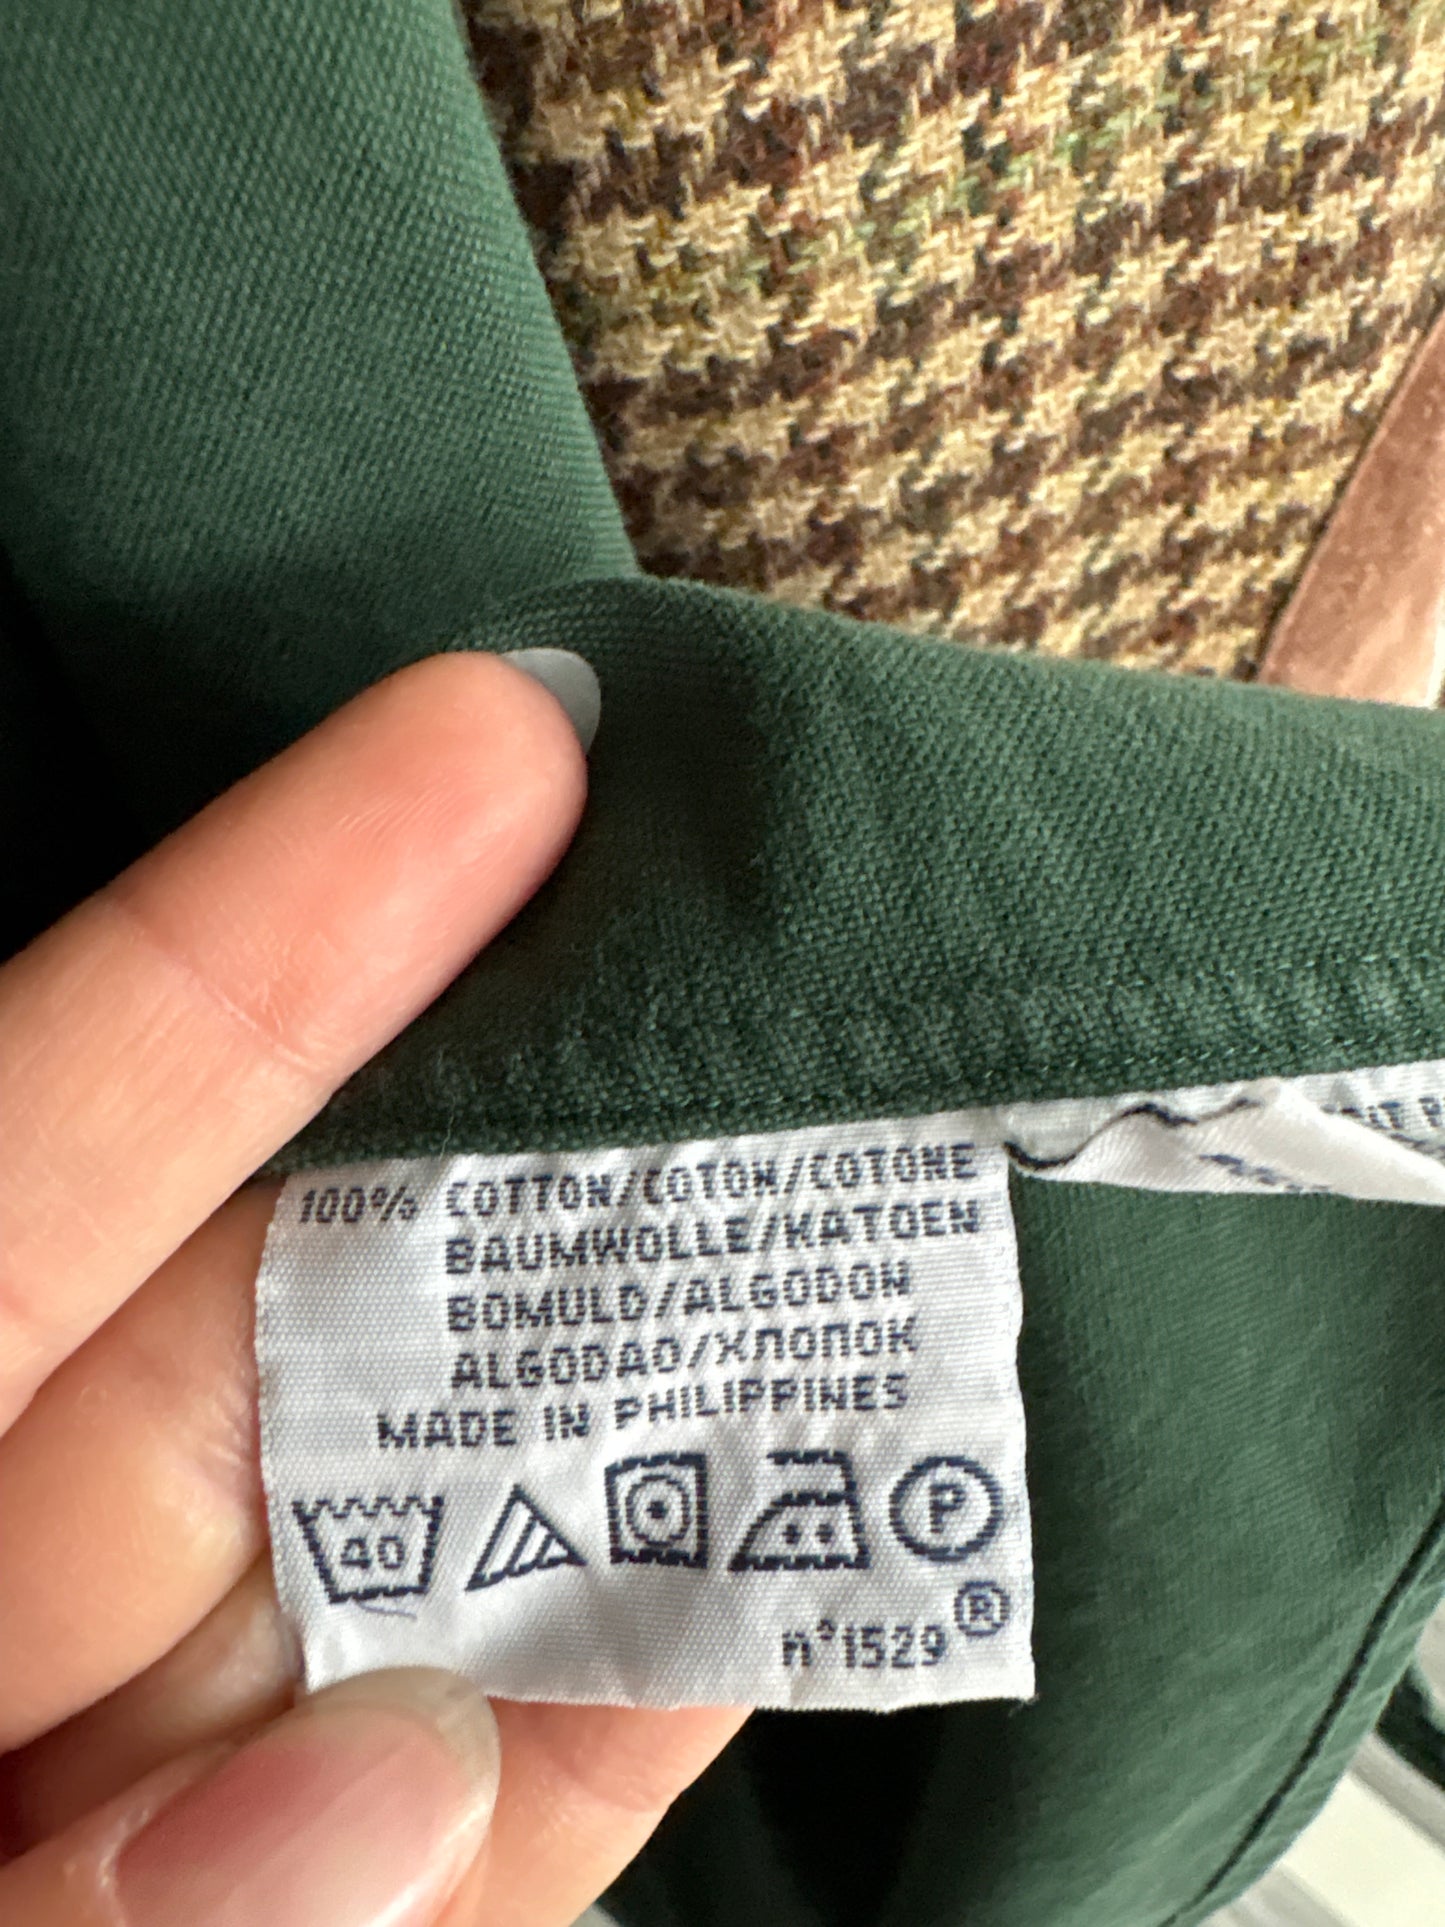 100% COTTON/COTON/COTONE
BAUMWOLLE/KATOEN
BOMULD/ALGODON
ALGODAO/ХЛОПОК
MADE IN PHILIPPINES
40
P
n°1529 ®